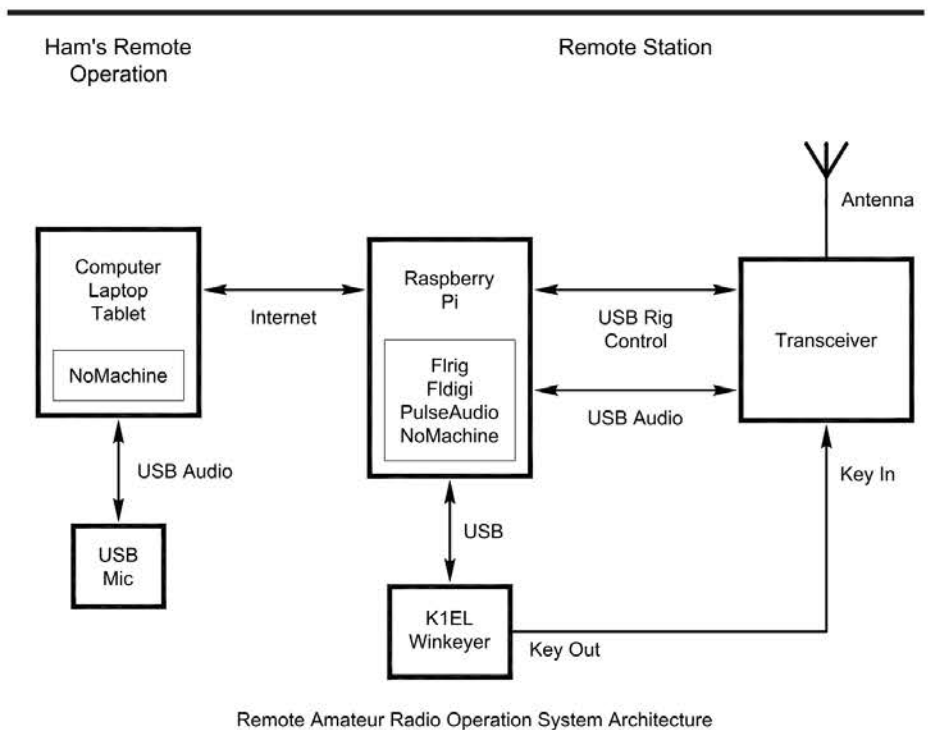 Ham's Remote
Operation
Remote Station
Antenna
Computer
Laptop
Tablet
NoMachine
Internet
Raspberry
Pi
Flrig
Fldigi
PulseAudio
NoMachine
USB Rig
Control
USB Audio
Transceiver
USB Audio
USB
Mic
USB
K1EL
Winkeyer
Key Out
Key In
Remote Amateur Radio Operation System Architecture